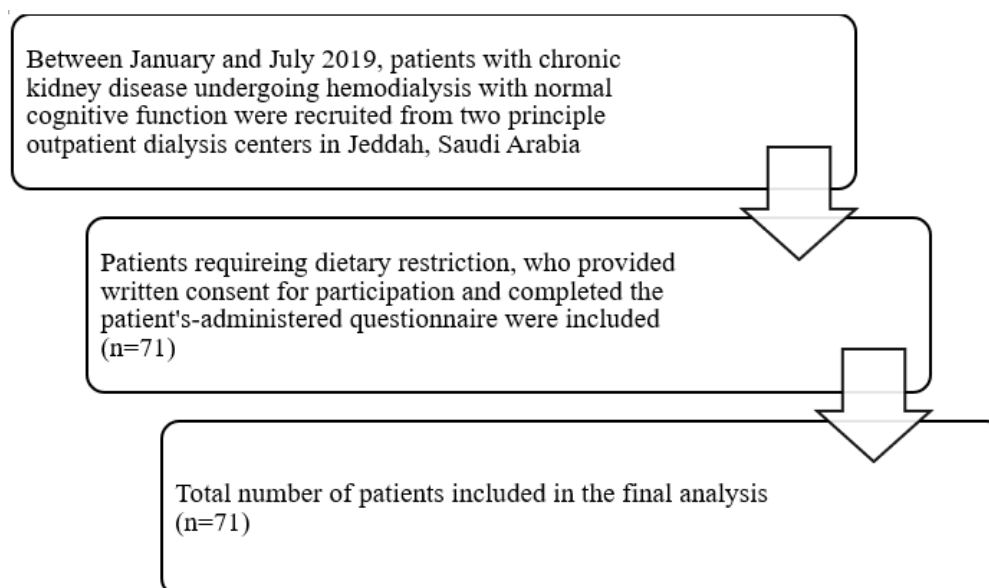 Between January and July 2019, patients with chronic
kidney disease undergoing hemodialysis with normal
cognitive function were recruited from two principle
outpatient dialysis centers in Jeddah, Saudi Arabia
Patients requireing dietary restriction, who provided
written consent for participation and completed the
patient's-administered questionnaire were included
(n=71)
Total number of patients included in the final analysis
(n=71)